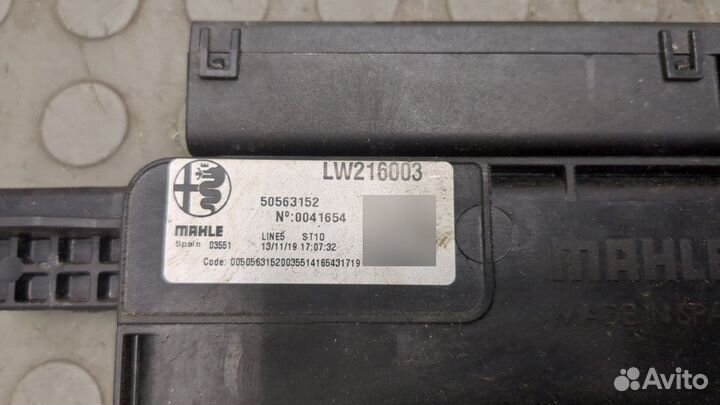 LW216003
50563152
Nº:0041654
MAHLE
Spain 03551
LINE5 ST10
13/11/19 17:07:32
Code: 00505631520035514165431719
MAHLE
MADE IN SPA
Avito